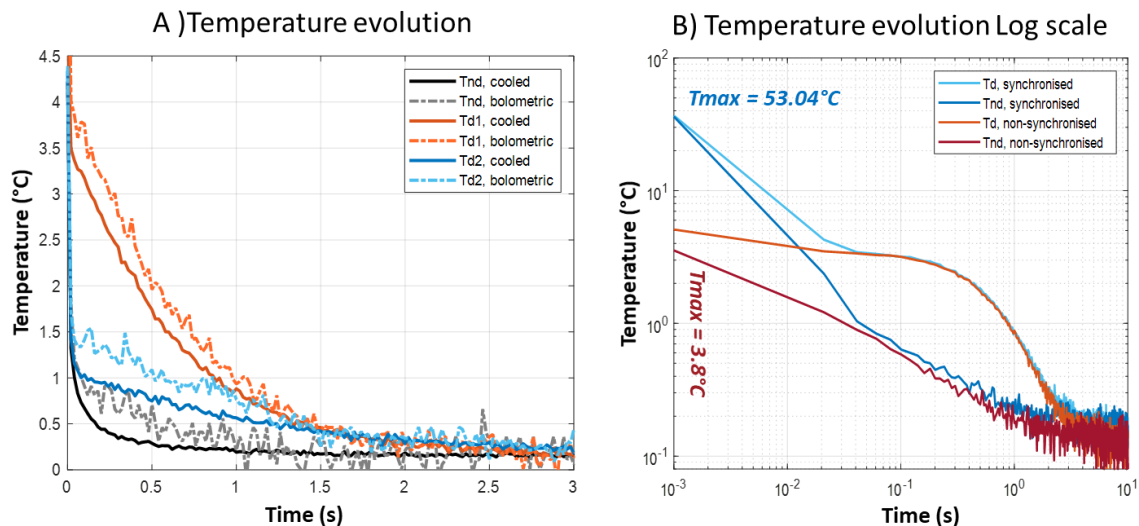 A )Temperature evolution
4.5
4
3.5
3
2.5
2
1.5
1
0.5
0
Temperature (°C)
Tnd, cooled
Tnd, bolometric
Td1, cooled
Td1, bolometric
Td2, cooled
Td2, bolometric
0 0.5 1 1.5 2 2.5 3
Time (s)
B) Temperature evolution Log scale
10²
10¹
10⁰
10⁻¹
Temperature (°C)
Tmax = 53.04°C
Tmax = 3.8°C
Td, synchronised
Tnd, synchronised
Td, non-synchronised
Tnd, non-synchronised
10⁻³ 10⁻² 10⁻¹ 10⁰ 10¹
Time (s)